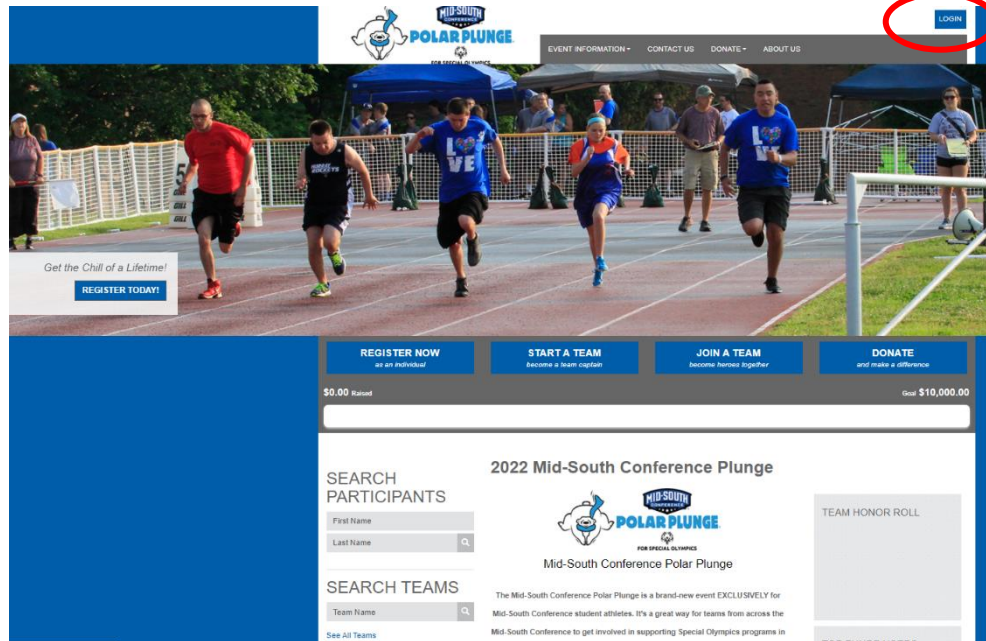 MID-SOUTH
CONFERENCE
POLAR PLUNGE
FOR SPECIAL OLYMPICS
LOGIN
EVENT INFORMATION CONTACT US DONATE ABOUT US
LOVE
LOVE
5
GILL
GILL
Get the Chill of a Lifetime!
REGISTER TODAY!
REGISTER NOW
as an individual
START A TEAM
become a team captain
JOIN A TEAM
become heroes together
DONATE
and make a difference
$0.00 Raised
Goal $10,000.00
SEARCH
PARTICIPANTS
First Name
Last Name
SEARCH TEAMS
Team Name
See All Teams
2022 Mid-South Conference Plunge
MID-SOUTH
CONFERENCE
POLAR PLUNGE
FOR SPECIAL OLYMPICS
Mid-South Conference Polar Plunge
The Mid-South Conference Polar Plunge is a brand-new event EXCLUSIVELY for
Mid-South Conference student athletes. It's a great way for teams from across the
Mid-South Conference to get involved in supporting Special Olympics programs in
TEAM HONOR ROLL